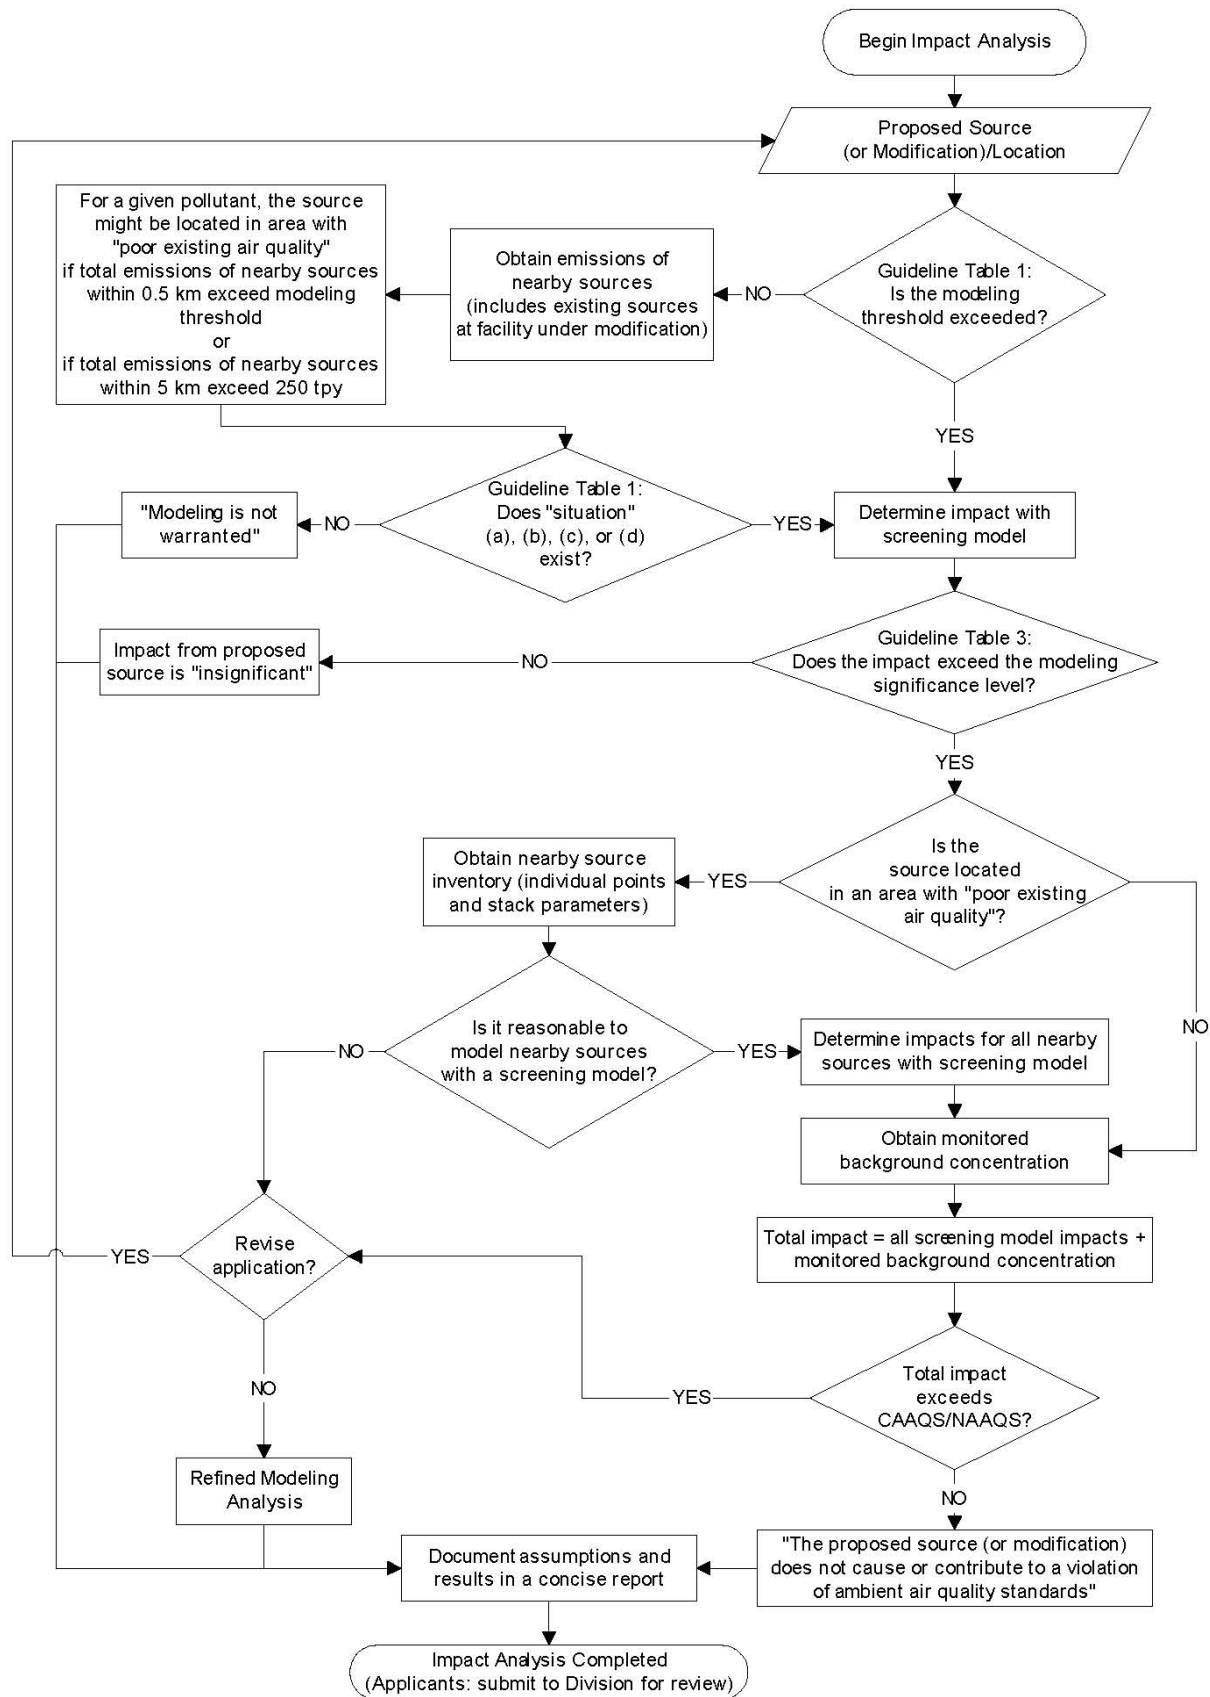 Begin Impact Analysis
Proposed Source
(or Modification)/Location
For a given pollutant, the source
might be located in area with
"poor existing air quality"
if total emissions of nearby sources
within 0.5 km exceed modeling
threshold
or
if total emissions of nearby sources
within 5 km exceed 250 tpy
Obtain emissions of
nearby sources
(includes existing sources
at facility under modification)
NO
Guideline Table 1:
Is the modeling
threshold exceeded?
YES
"Modeling is not
warranted"
NO
Guideline Table 1:
Does "situation"
(a), (b), (c), or (d)
exist?
YES
Determine impact with
screening model
Impact from proposed
source is "insignificant"
NO
Guideline Table 3:
Does the impact exceed the modeling
significance level?
YES
Obtain nearby source
inventory (individual points
and stack parameters)
YES
Is the
source located
in an area with "poor existing
air quality"?
NO
NO
Is it reasonable to
model nearby sources
with a screening model?
YES
Determine impacts for all nearby
sources with screening model
Obtain monitored
background concentration
YES
Revise
application?
Total impact = all screening model impacts +
monitored background concentration
NO
YES
Total impact
exceeds
CAAQS/NAAQS?
NO
Refined Modeling
Analysis
Document assumptions and
results in a concise report
"The proposed source (or modification)
does not cause or contribute to a violation
of ambient air quality standards"
Impact Analysis Completed
(Applicants: submit to Division for review)